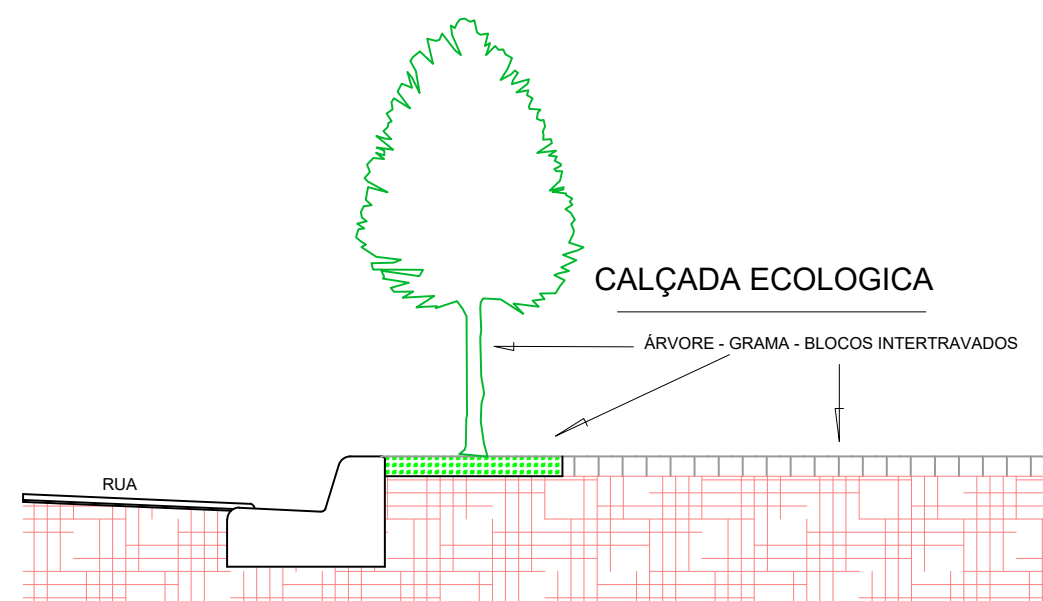 CALÇADA ECOLOGICA
ÁRVORE - GRAMA - BLOCOS INTERTRAVADOS
RUA